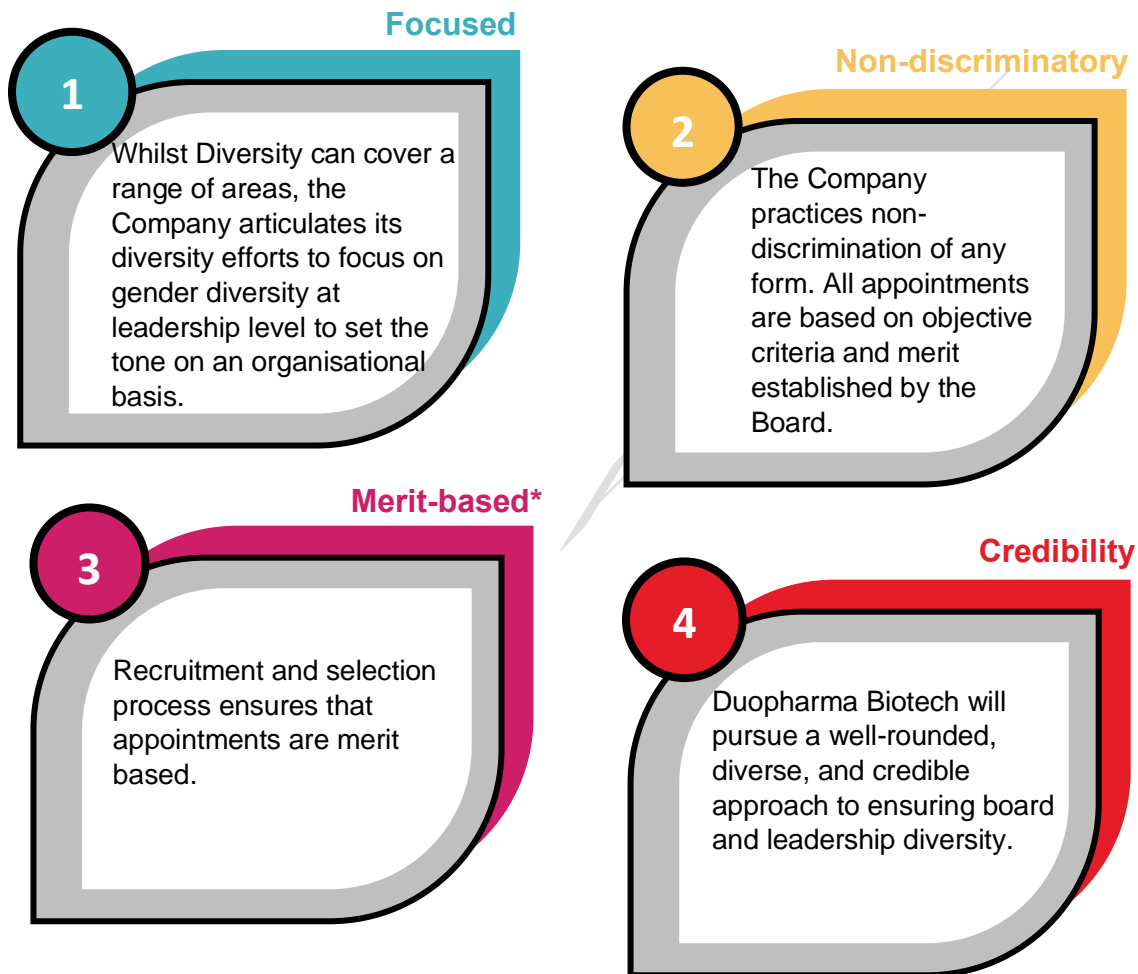 Focused
1
Whilst Diversity can cover a
range of areas, the
Company articulates its
diversity efforts to focus on
gender diversity at
leadership level to set the
tone on an organisational
basis.
Non-discriminatory
2
The Company
practices non-
discrimination of any
form. All appointments
are based on objective
criteria and merit
established by the
Board.
Merit-based*
3
Recruitment and selection
process ensures that
appointments are merit
based.
Credibility
4
Duopharma Biotech will
pursue a well-rounded,
diverse, and credible
approach to ensuring board
and leadership diversity.